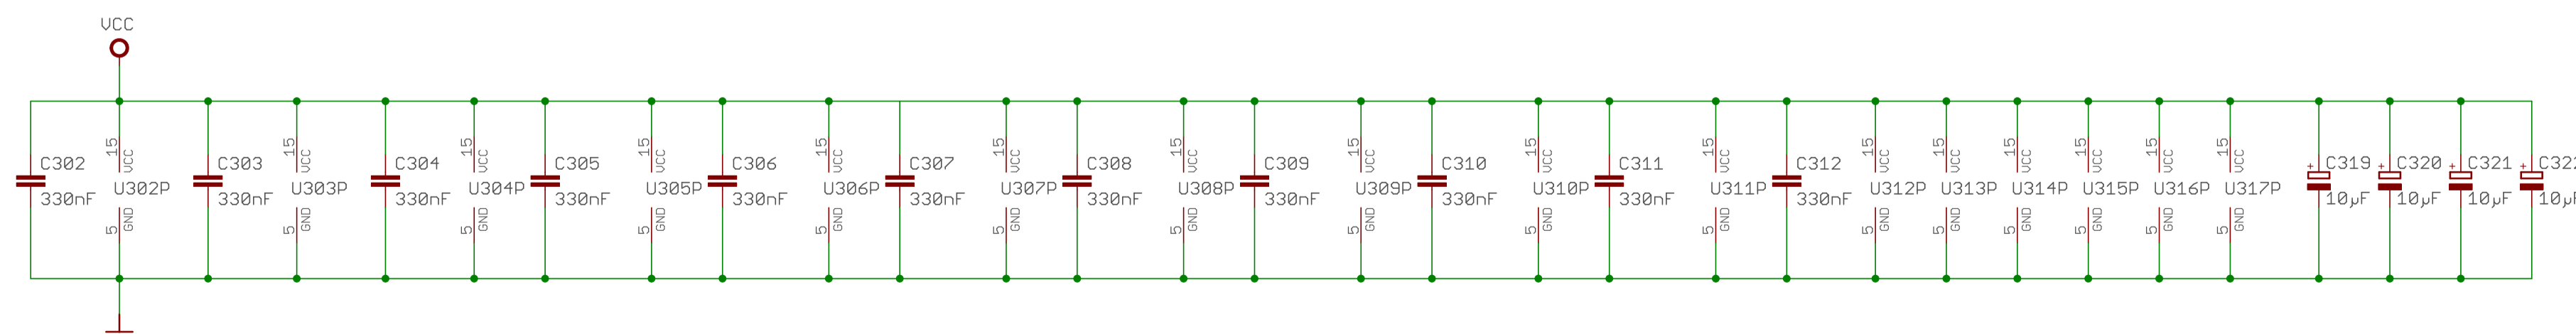 VCC
C302
330nF
15
VCC
U302P
5
GND
C303
330nF
15
VCC
U303P
5
GND
C304
330nF
15
VCC
U304P
5
GND
C305
330nF
15
VCC
U305P
5
GND
C306
330nF
15
VCC
U306P
5
GND
C307
330nF
15
VCC
U307P
5
GND
C308
330nF
15
VCC
U308P
5
GND
C309
330nF
15
VCC
U309P
5
GND
C310
330nF
15
VCC
U310P
5
GND
C311
330nF
15
VCC
U311P
5
GND
C312
330nF
15
VCC
U312P
5
GND
15
VCC
U313P
5
GND
15
VCC
U314P
5
GND
15
VCC
U315P
5
GND
15
VCC
U316P
5
GND
15
VCC
U317P
5
GND
+
C319
10µF
+
C320
10µF
+
C321
10µF
+
C322
10µF